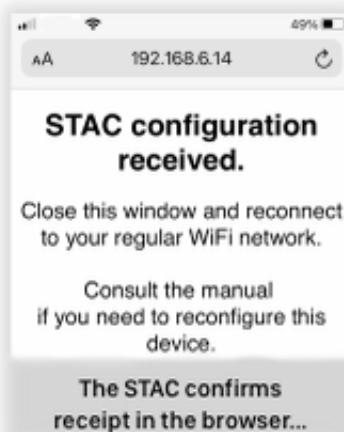 49%
AA 192.168.6.14
STAC configuration
received.
Close this window and reconnect
to your regular WiFi network.
Consult the manual
if you need to reconfigure this
device.
The STAC confirms
receipt in the browser...